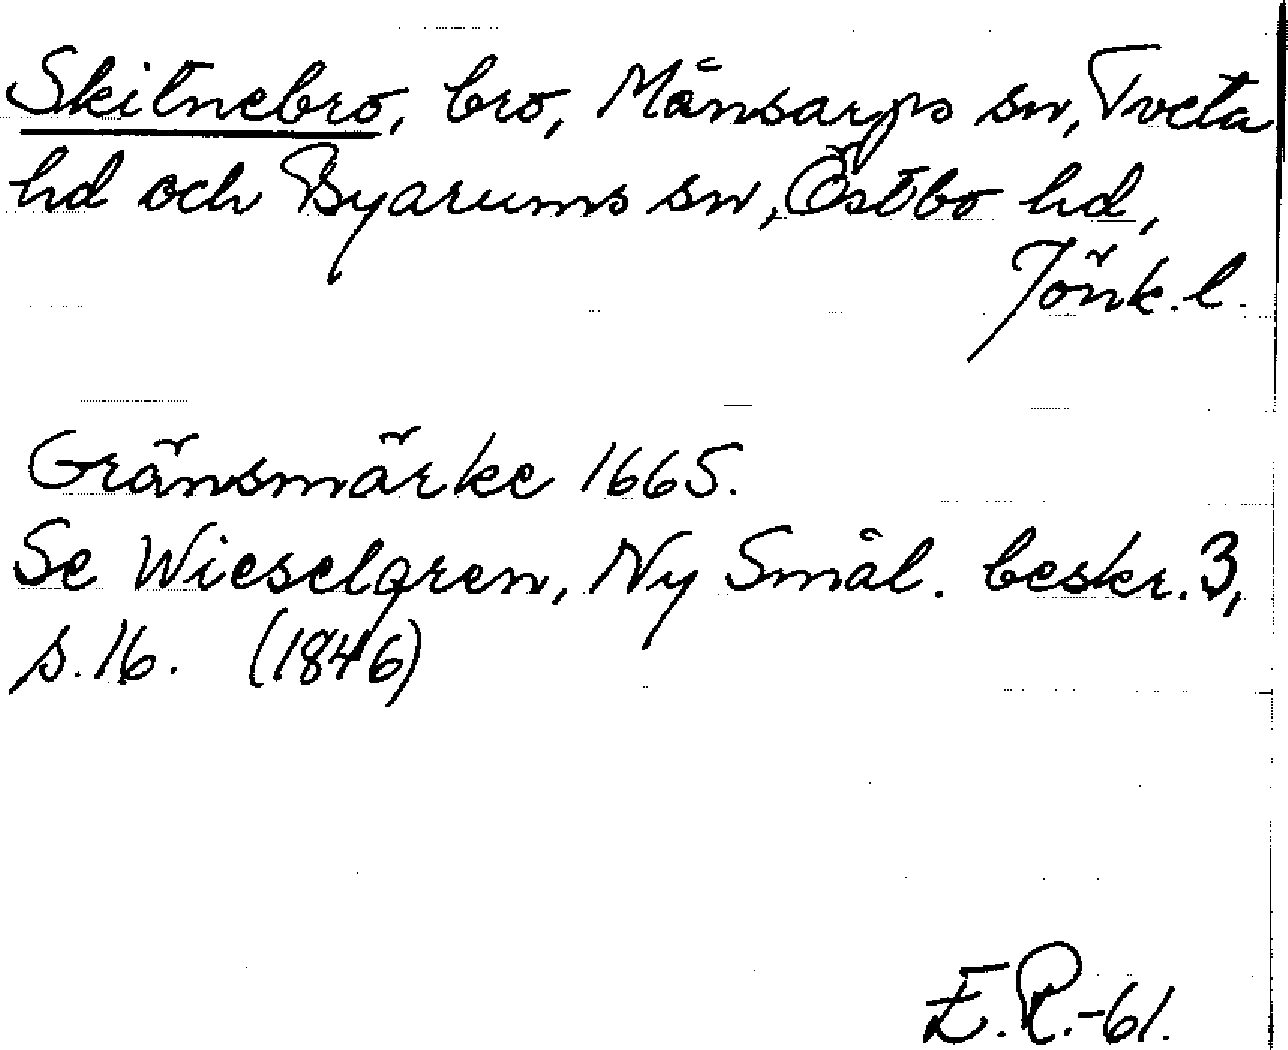 Skitnebro, bro, Månsarps sn, Tveta
hd och Byarums sn, Östbo hd,
Jönk. l.
Gränsmärke 1665.
Se Wieselgren, Ny Smål. beskr. 3,
s. 16. (1846)
E.R.-61.